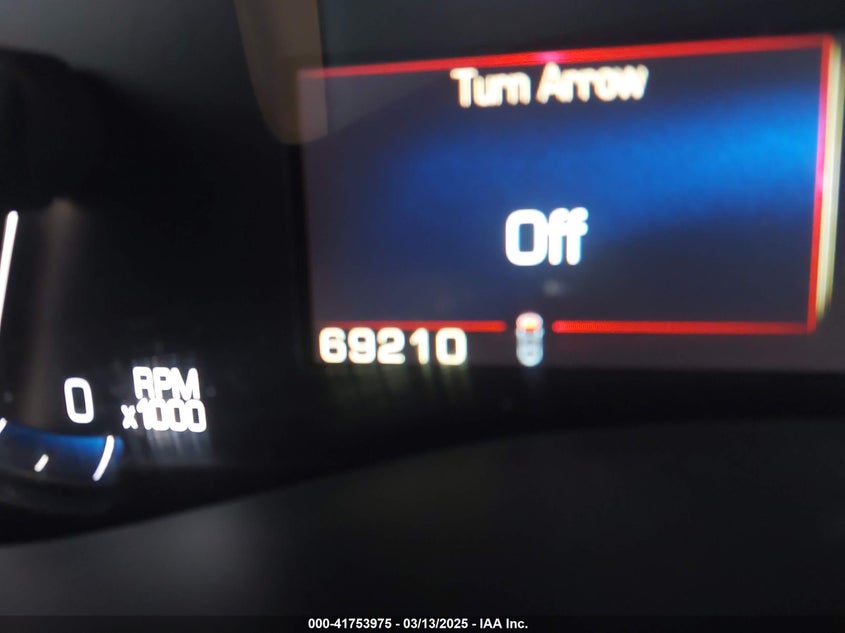 Turn Arrow
Off
69210
0
RPM
x1000
000-41753975 - 03/13/2025 - IAA Inc.